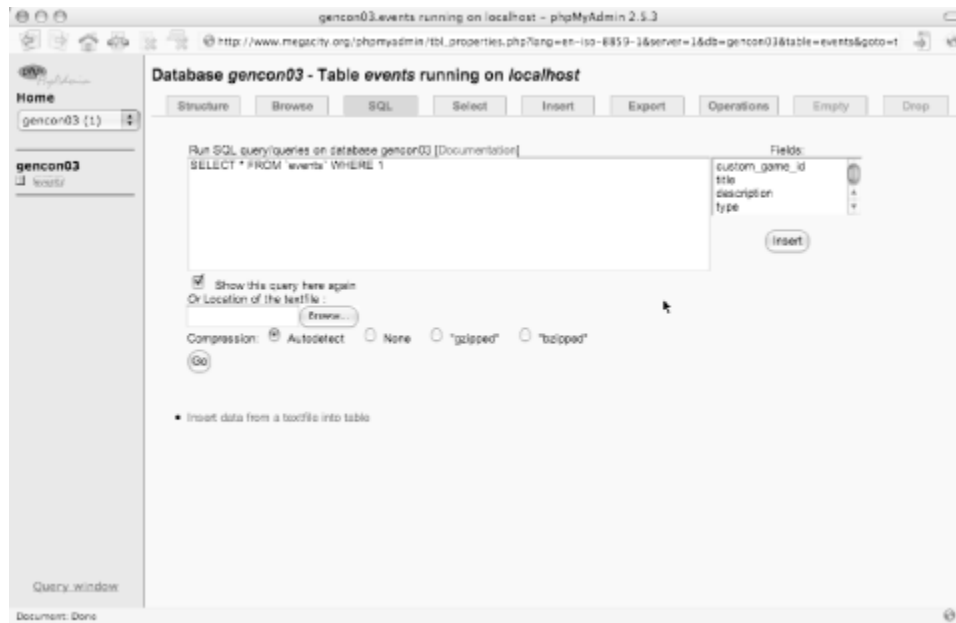 gencon03.events running on localhost – phpMyAdmin 2.5.3
http://www.megacity.org/phpmyadmin/tbl_properties.php?lang=en-iso-8859-1&server=1&db=gencon03&table=events&goto=t
Database gencon03 - Table events running on localhost
Home
gencon03 (1)
Structure Browse SQL Select Insert Export Operations Empty Drop
gencon03
events
Run SQL query/queries on database gencon03 [Documentation]
SELECT * FROM `events` WHERE 1
Fields:
custom_game_id
title
description
type
Insert
Show this query here again
Or Location of the textfile :
Browse...
Compression: Autodetect None "gzipped" "bzipped"
Go
Insert data from a textfile into table
Query window
Document: Done